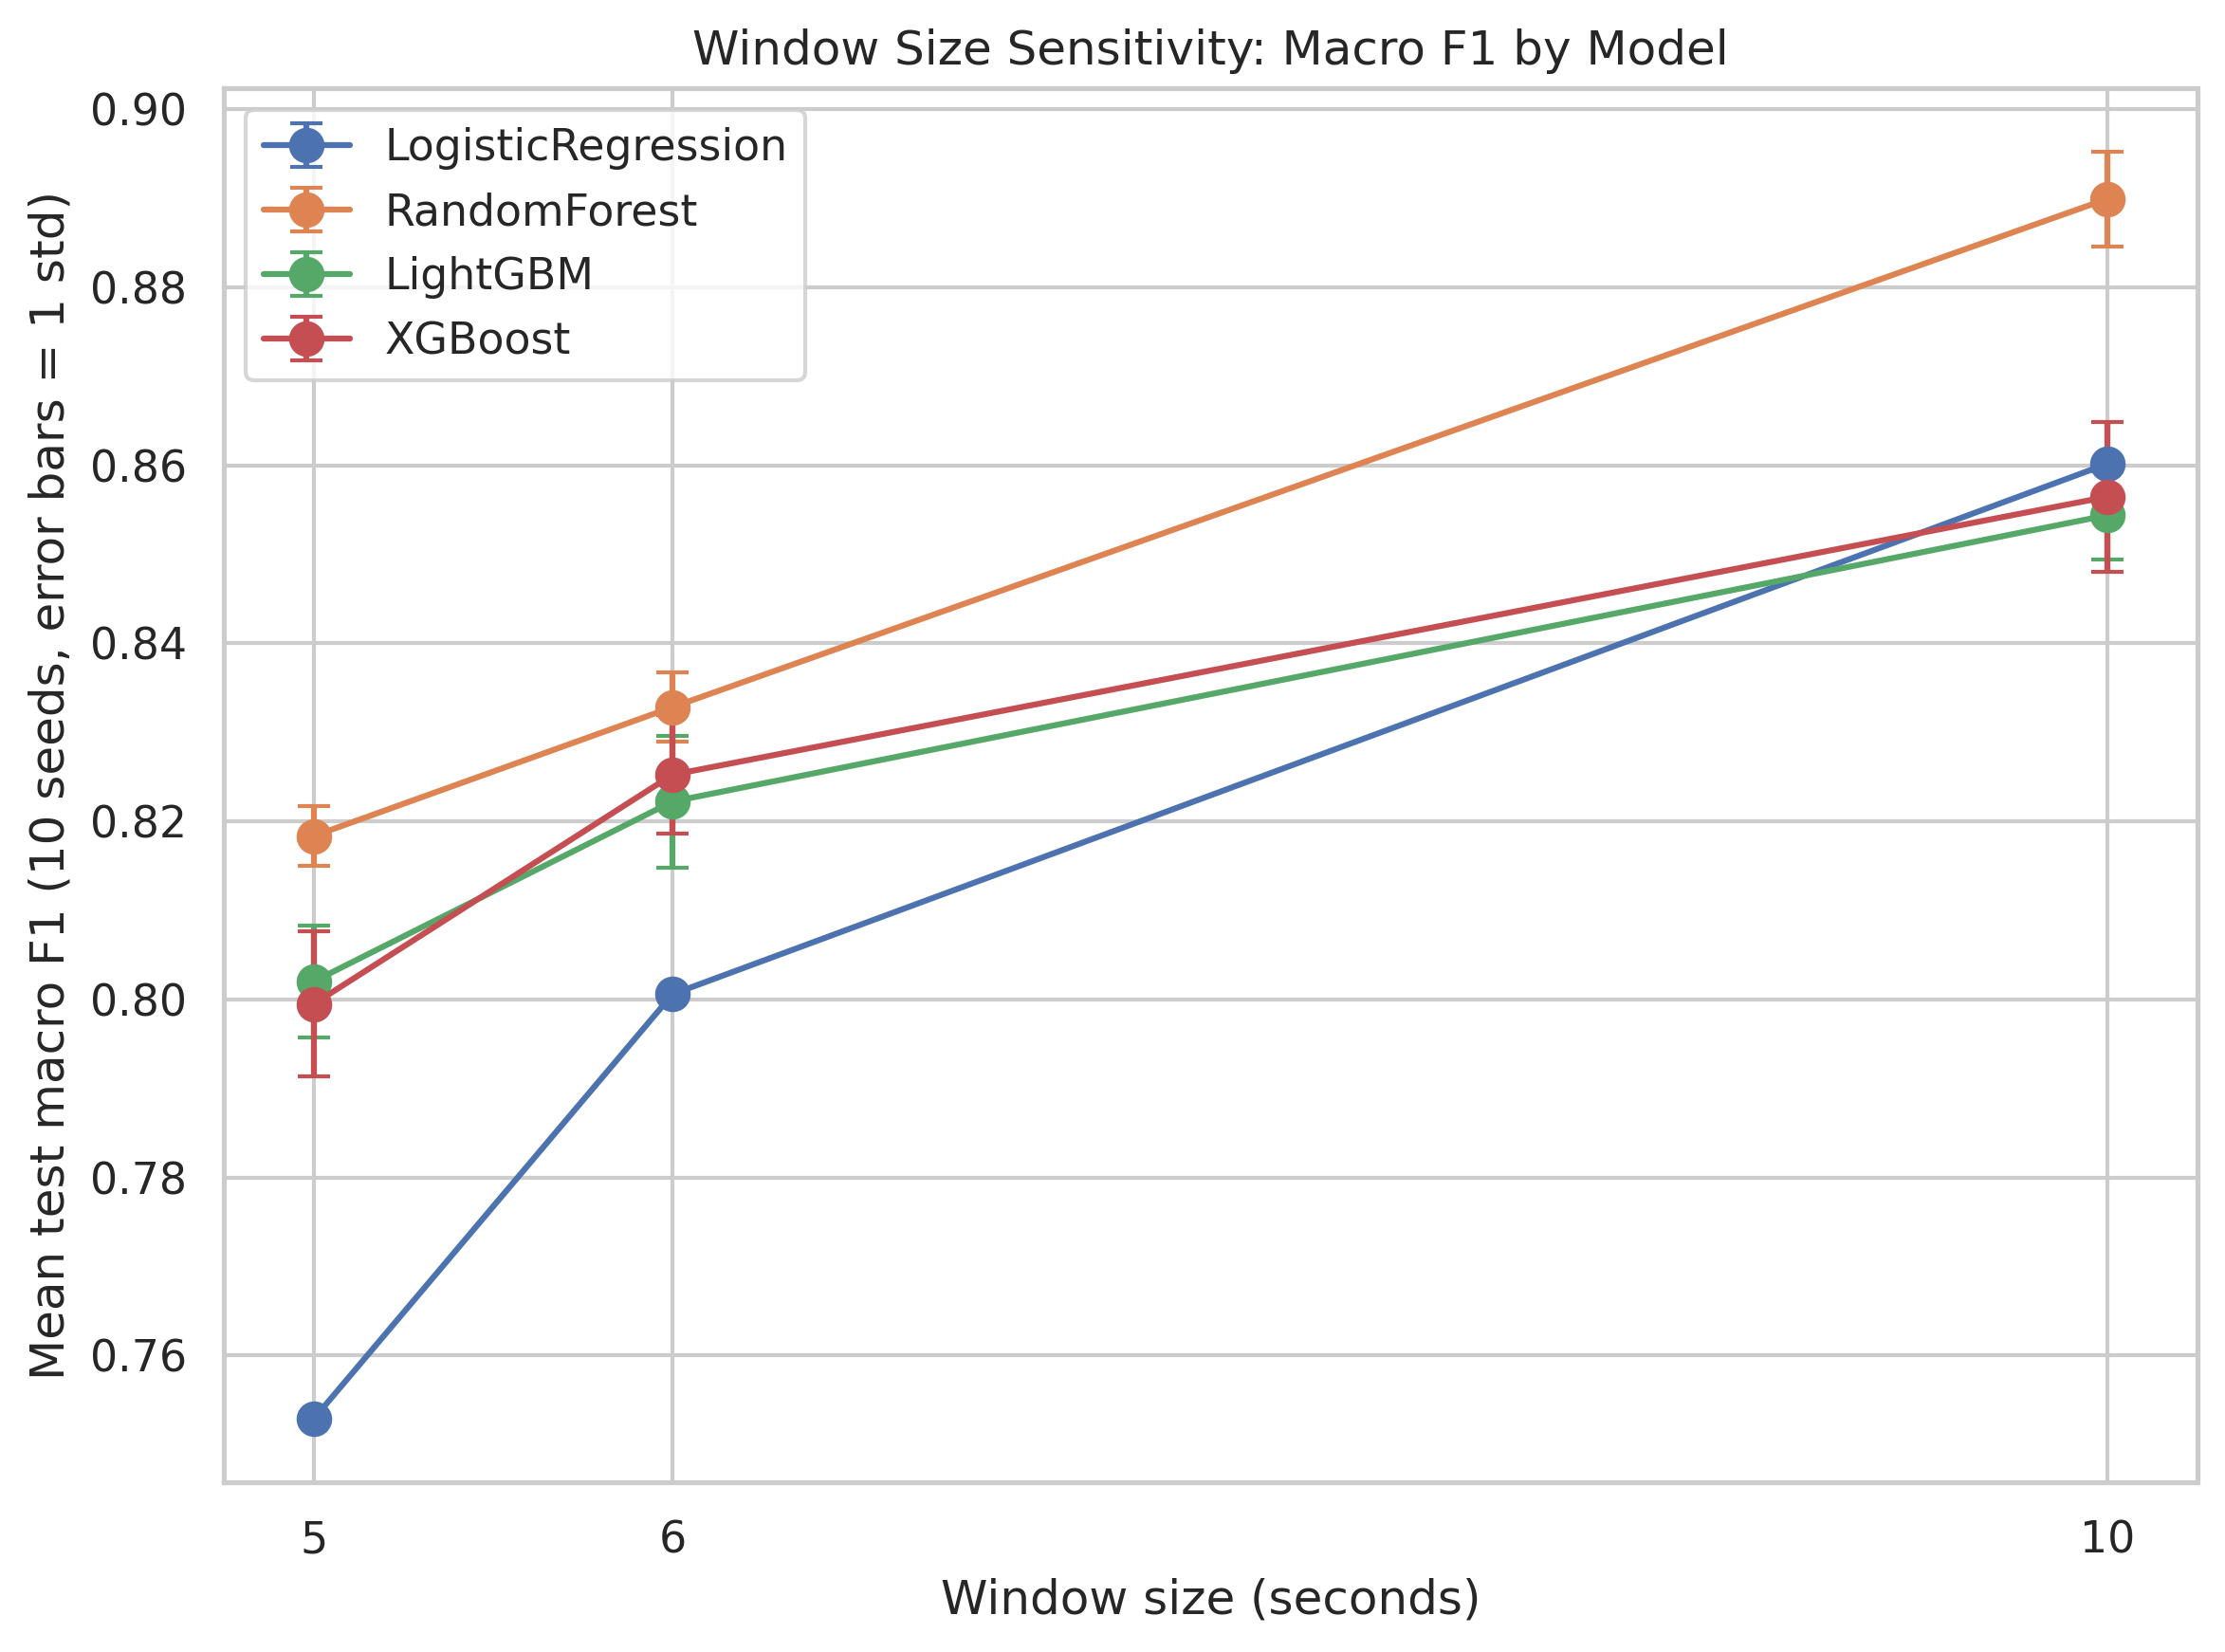 Window Size Sensitivity: Macro F1 by Model
Mean test macro F1 (10 seeds, error bars = 1 std)
0.90
0.88
0.86
0.84
0.82
0.80
0.78
0.76
LogisticRegression
RandomForest
LightGBM
XGBoost
5
6
10
Window size (seconds)